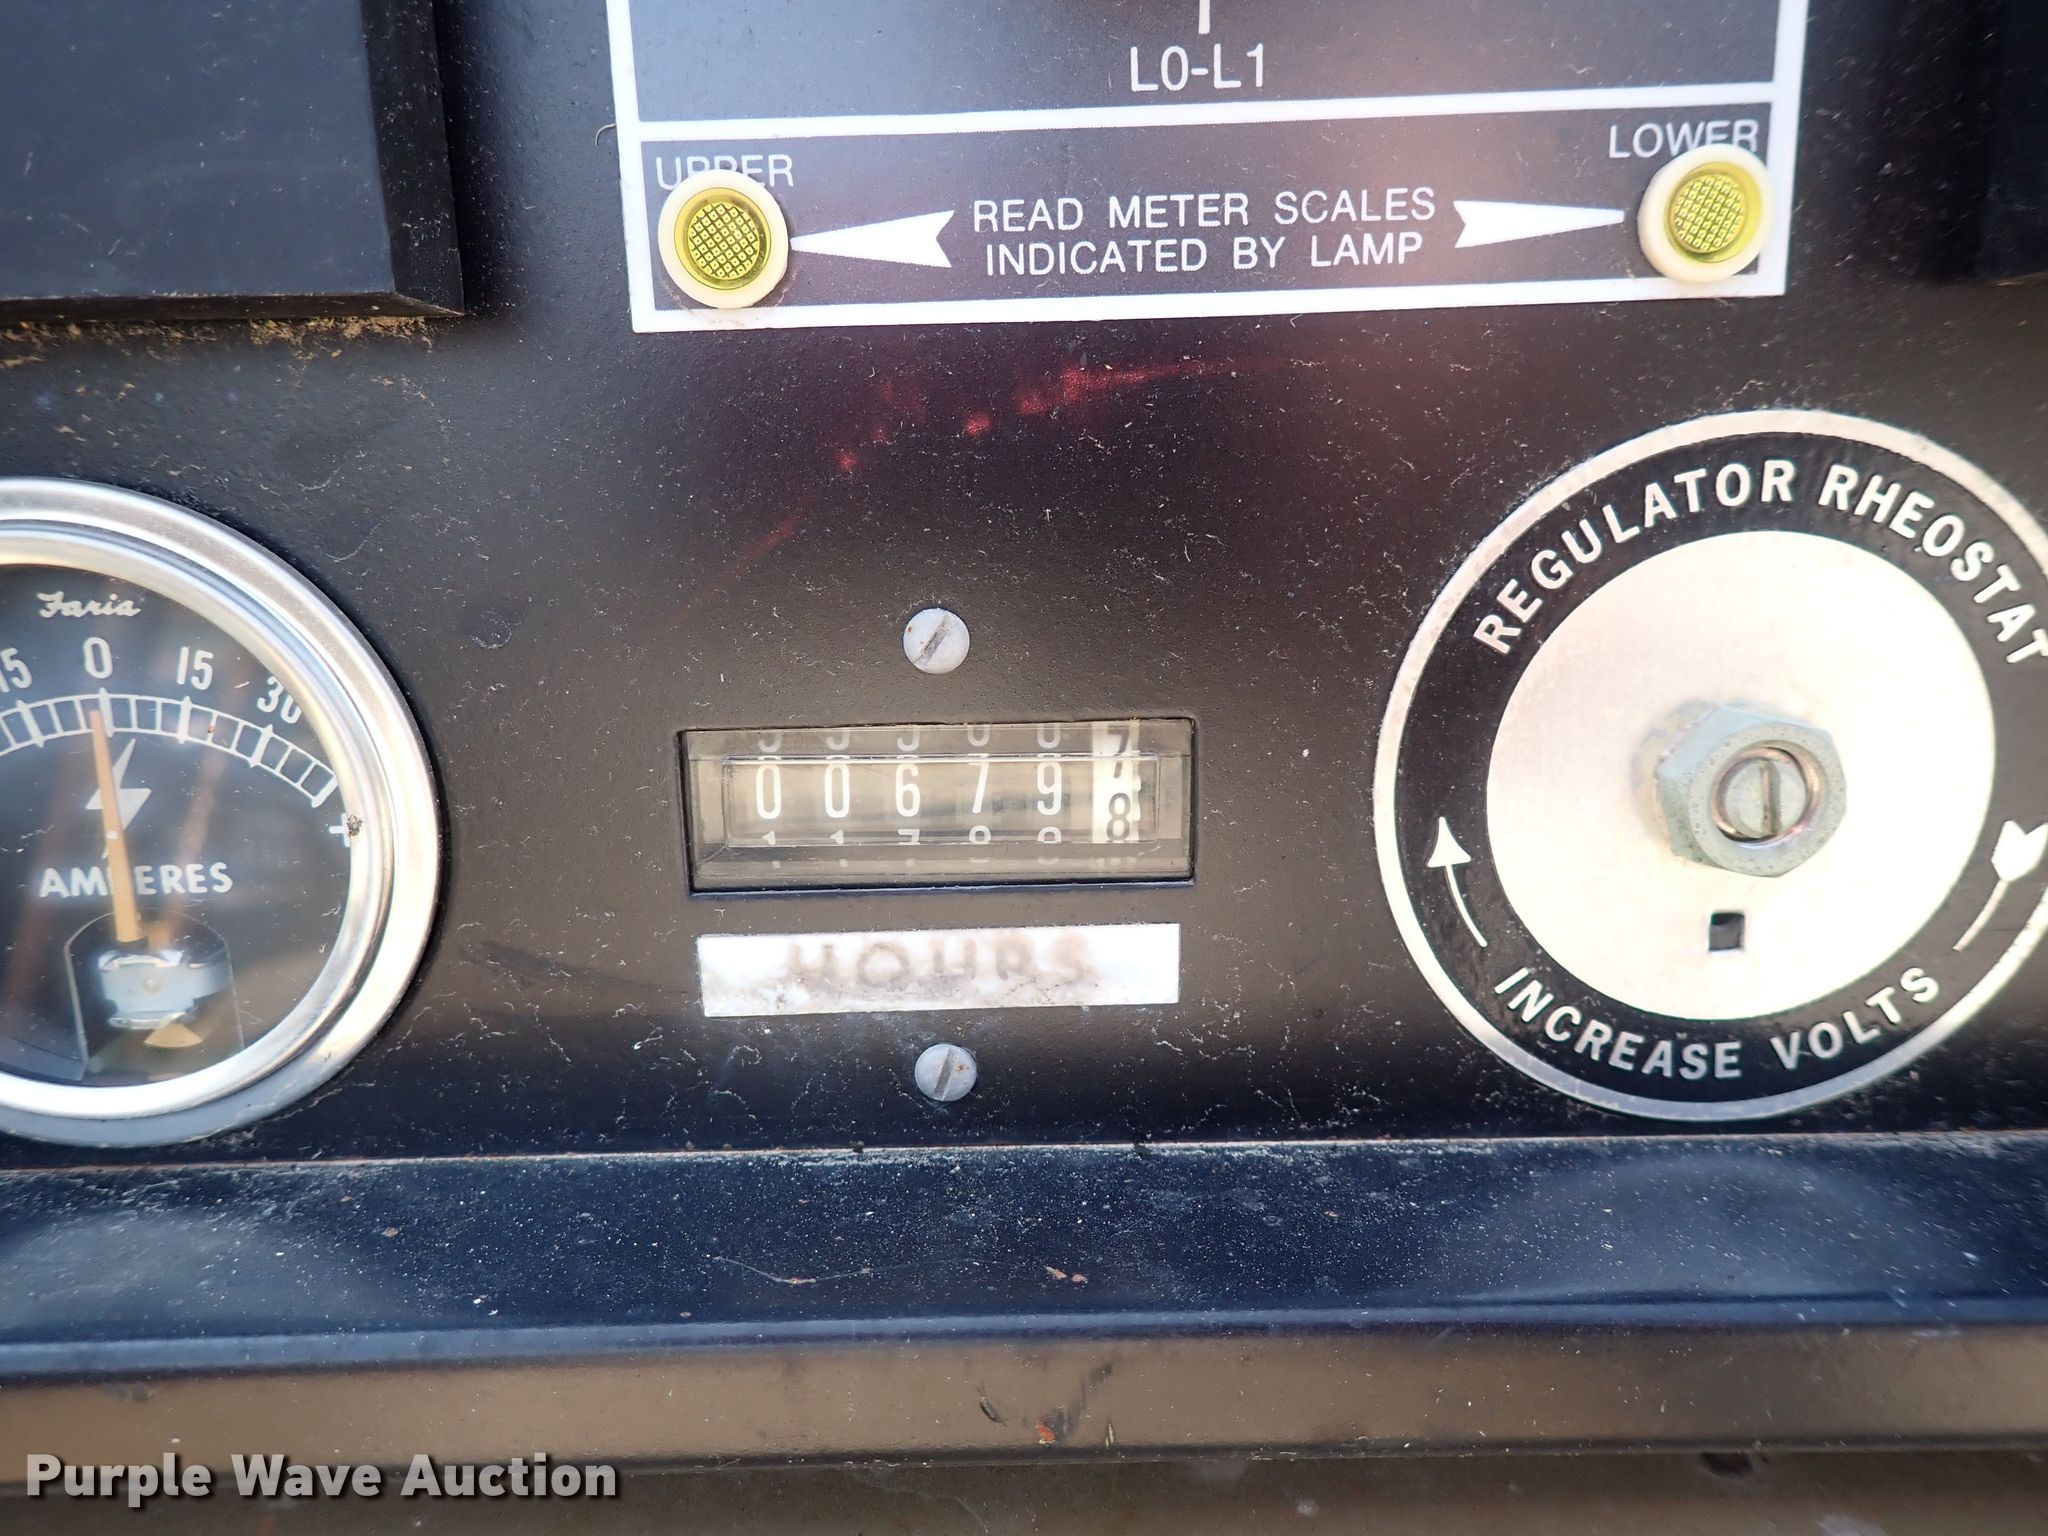 L0-L1
UPPER
LOWER
READ METER SCALES
INDICATED BY LAMP
REGULATOR RHEOSTAT
Faria
15 0 15 30
+
AMPERES
0 0 6 7 9 8
HOURS
INCREASE VOLTS
Purple Wave Auction